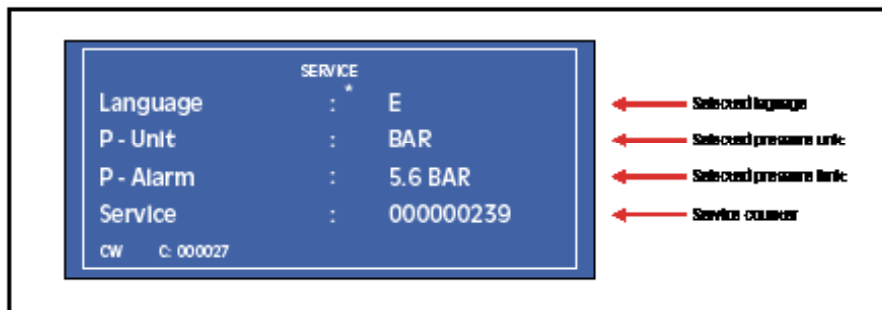 SERVICE
*
Language : E
P - Unit : BAR
P - Alarm : 5.6 BAR
Service : 000000239
CW C: 000027
Selected
Selected pressure unit:
Selected pressure limit:
Service counter